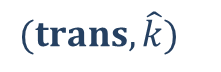 (trans, k̂)